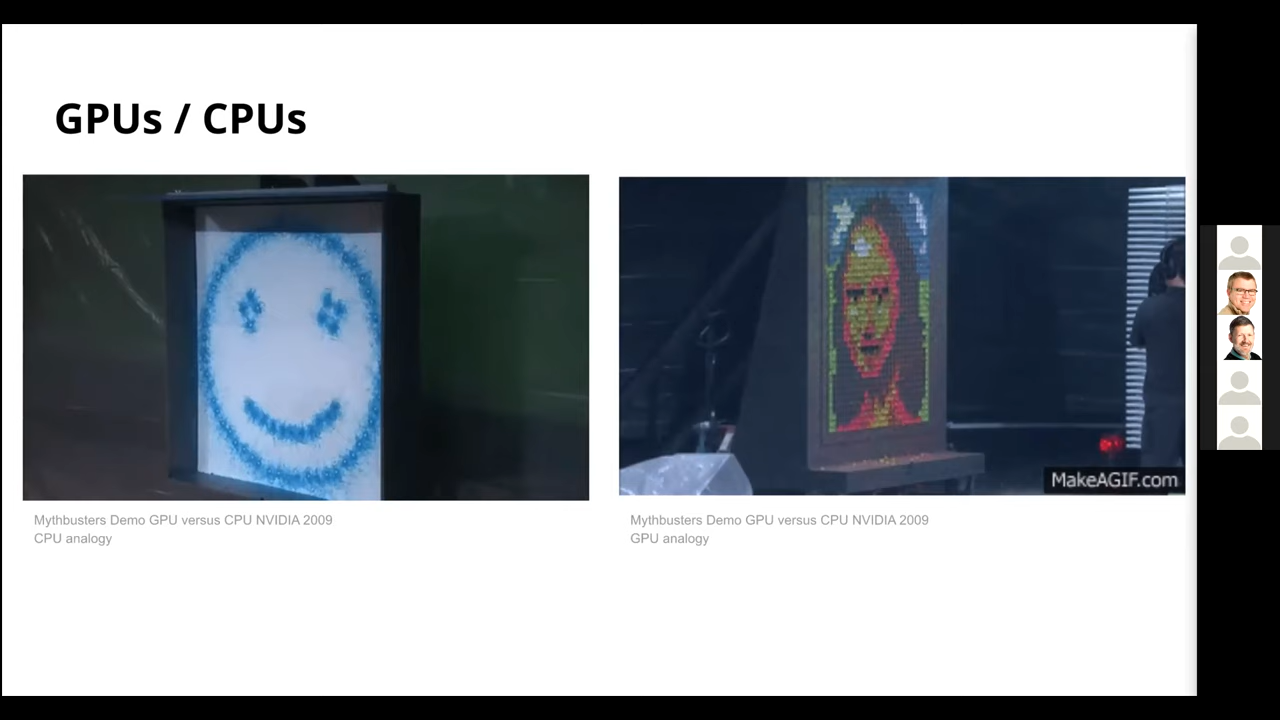 GPUs / CPUs
MakeAGIF.com
Mythbusters Demo GPU versus CPU NVIDIA 2009
CPU analogy
Mythbusters Demo GPU versus CPU NVIDIA 2009
GPU analogy